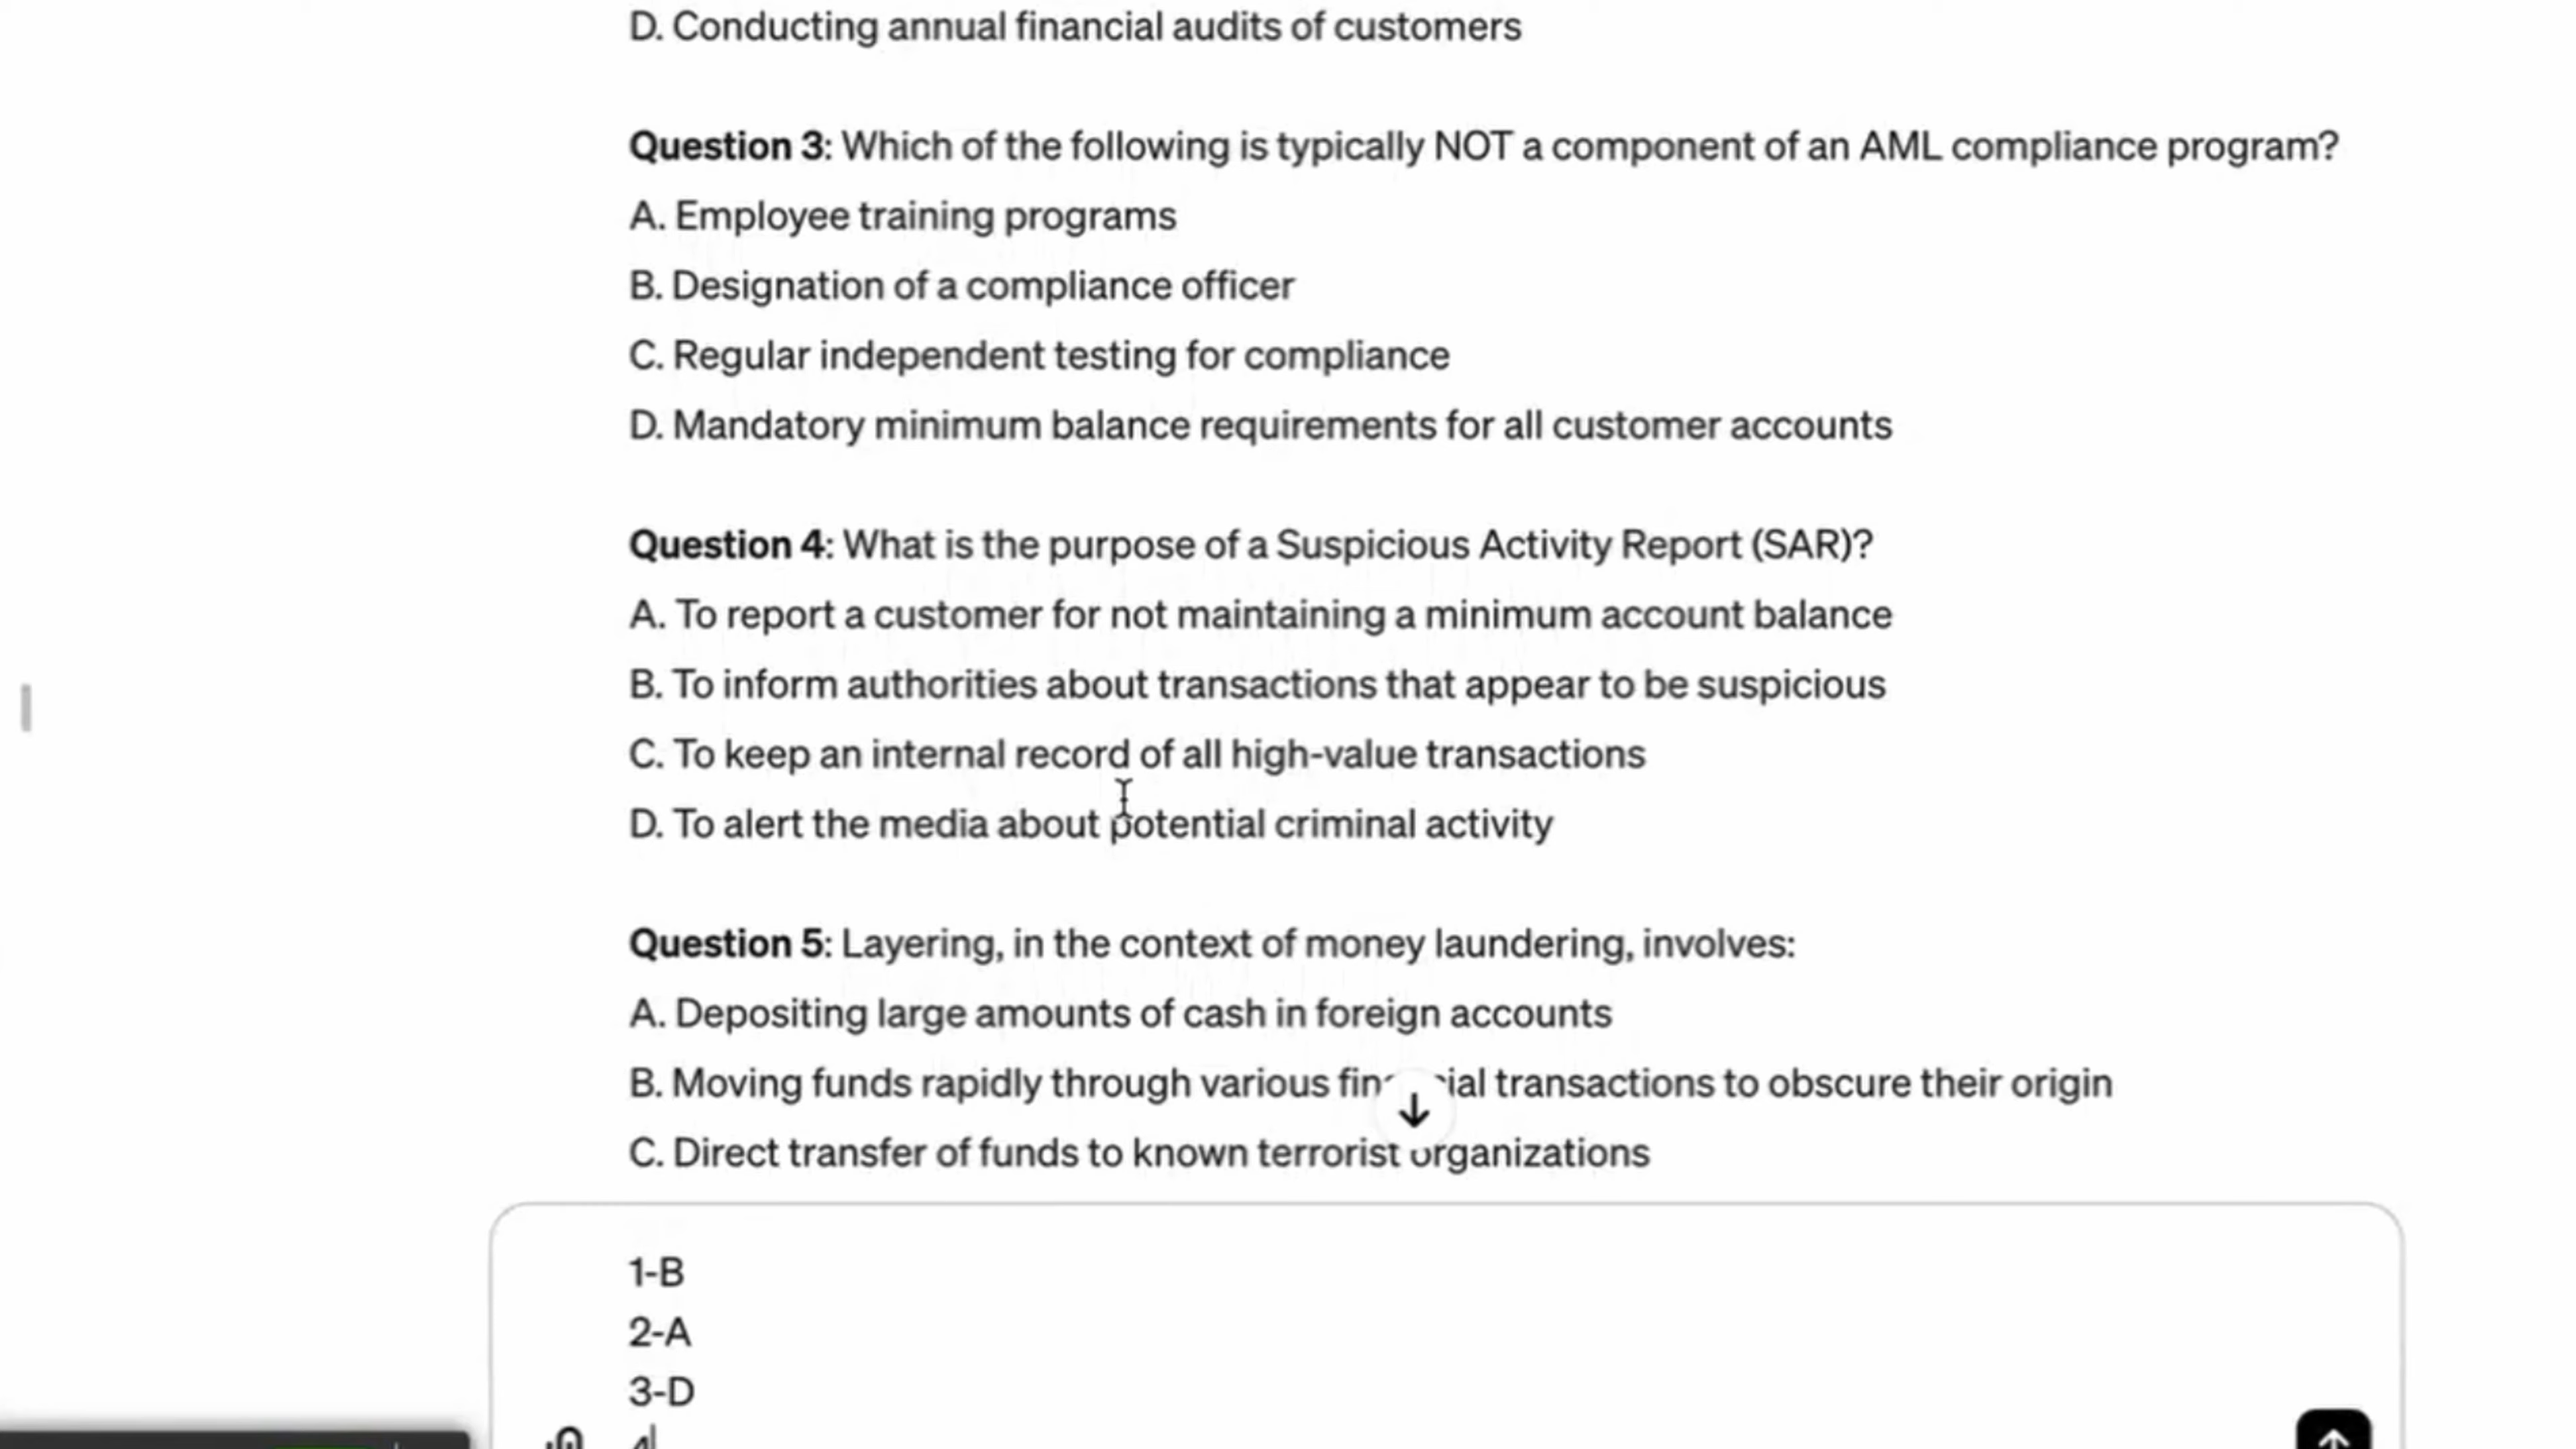 D. Conducting annual financial audits of customers
Question 3: Which of the following is typically NOT a component of an AML compliance program?
A. Employee training programs
B. Designation of a compliance officer
C. Regular independent testing for compliance
D. Mandatory minimum balance requirements for all customer accounts
Question 4: What is the purpose of a Suspicious Activity Report (SAR)?
A. To report a customer for not maintaining a minimum account balance
B. To inform authorities about transactions that appear to be suspicious
C. To keep an internal record of all high-value transactions
D. To alert the media about potential criminal activity
Question 5: Layering, in the context of money laundering, involves:
A. Depositing large amounts of cash in foreign accounts
B. Moving funds rapidly through various financial transactions to obscure their origin
C. Direct transfer of funds to known terrorist organizations
1-B
2-A
3-D
4